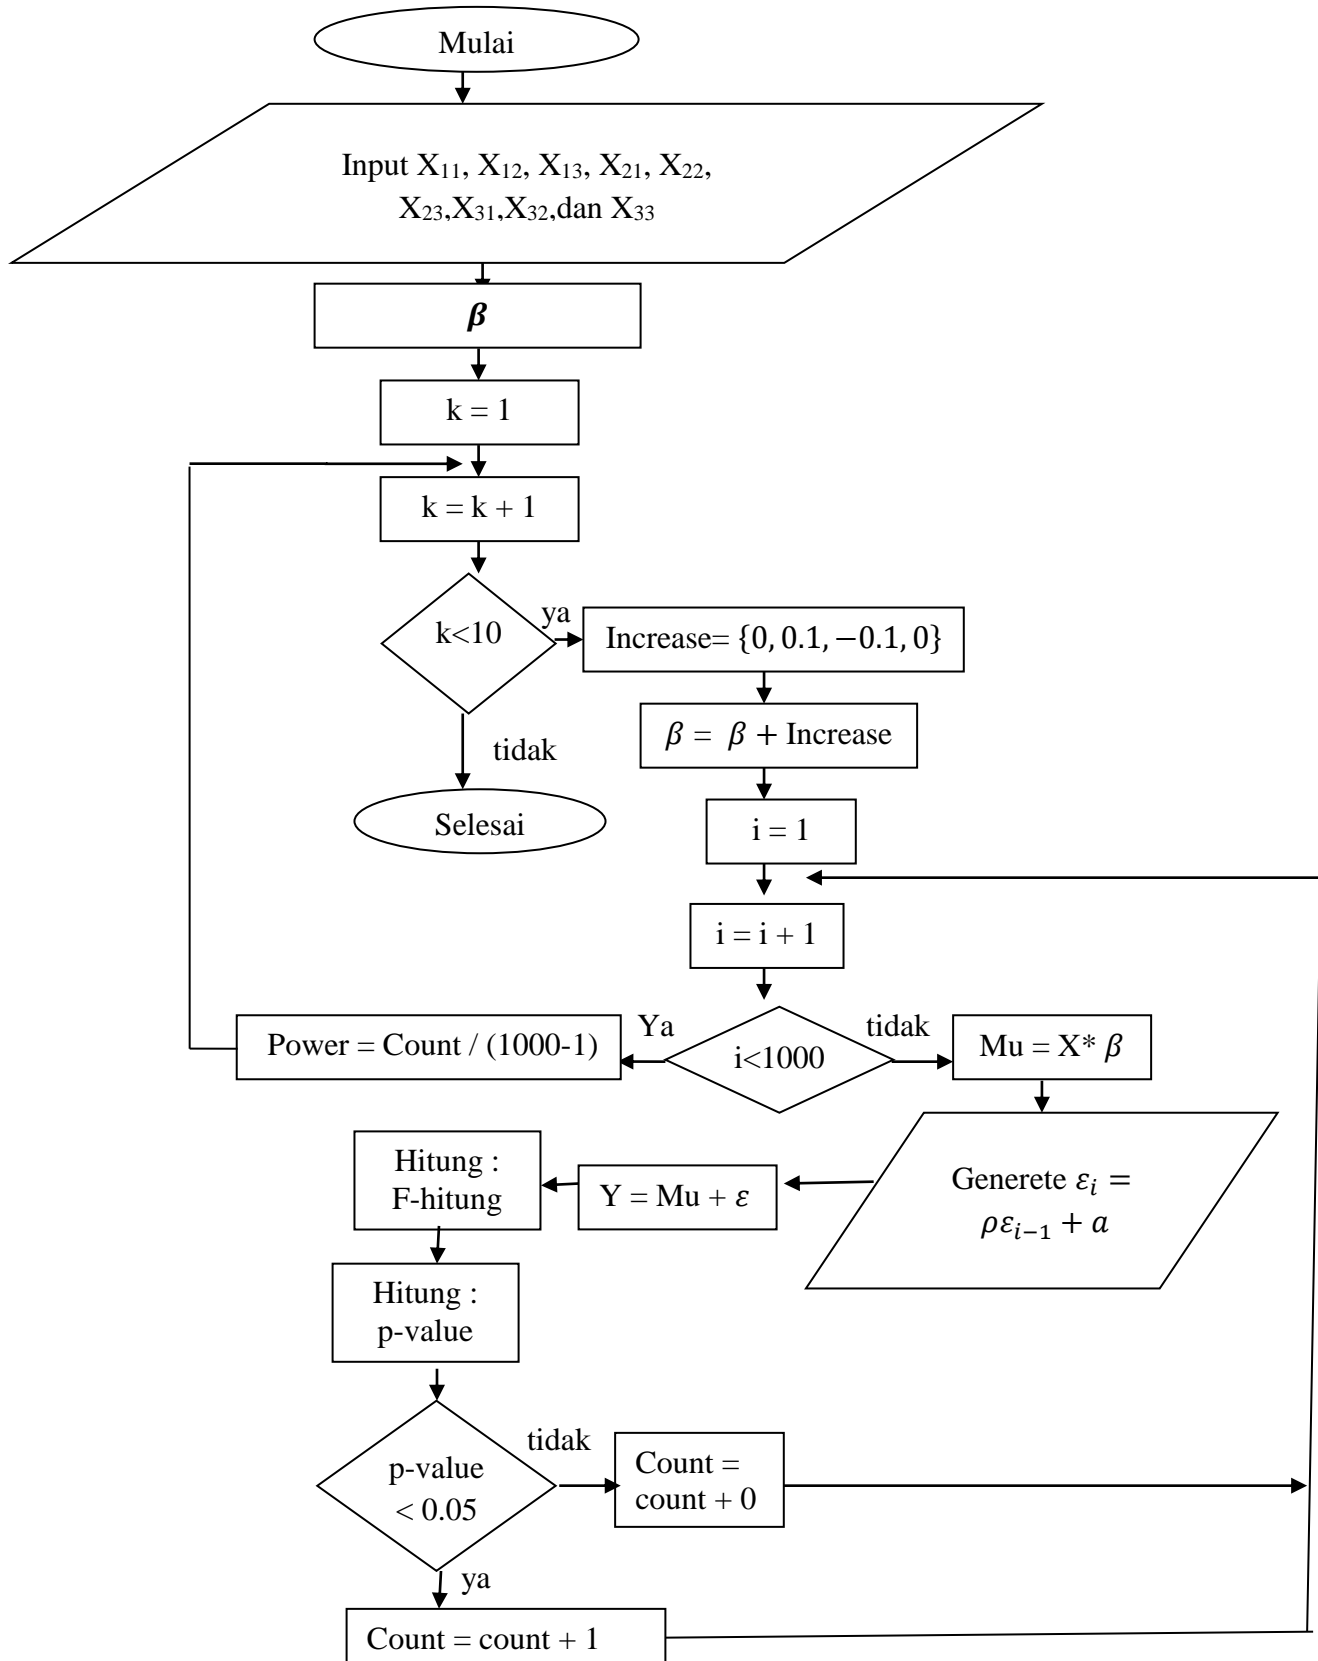 Mulai
Input X₁₁, X₁₂, X₁₃, X₂₁, X₂₂,
X₂₃,X₃₁,X₃₂,dan X₃₃
β
k = 1
k = k + 1
k<10
ya
Increase= {0, 0.1, −0.1, 0}
β = β + Increase
tidak
Selesai
i = 1
i = i + 1
Ya
tidak
Power = Count / (1000-1)
i<1000
Mu = X* β
Generete εᵢ =
ρεᵢ₋₁ + a
Y = Mu + ε
Hitung :
F-hitung
Hitung :
p-value
p-value
< 0.05
tidak
Count =
count + 0
ya
Count = count + 1